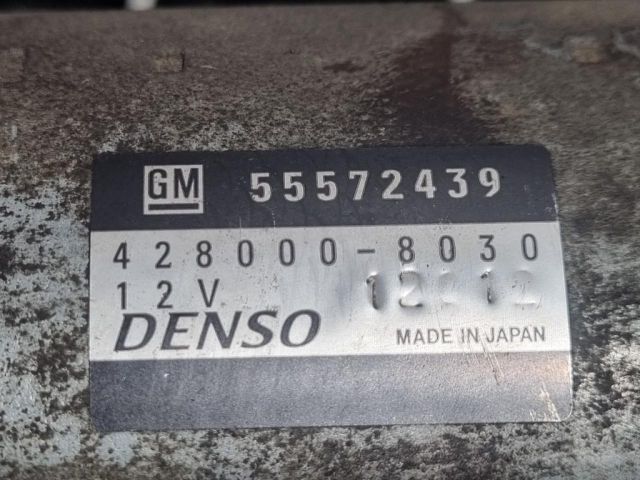 GM 55572439
428000-8030
12V
DENSO MADE IN JAPAN